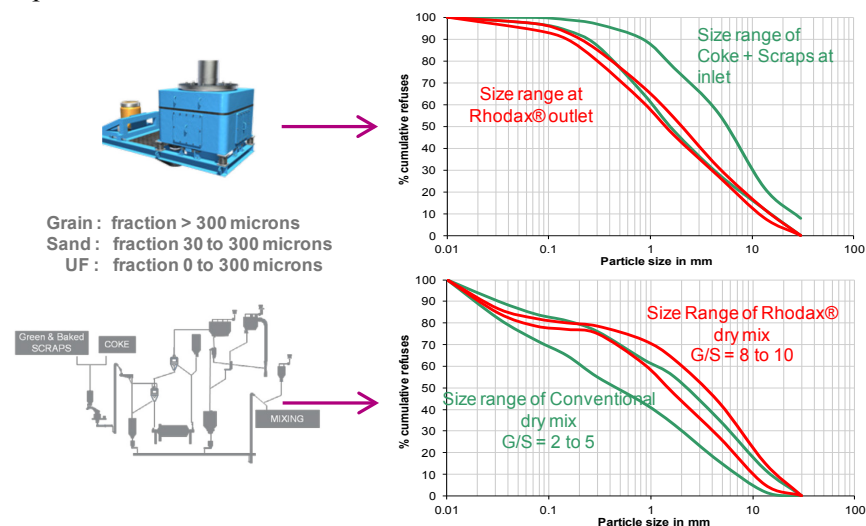 100
90
80
70
60
50
40
30
20
10
0
% cumulative refuses
Size range of
Coke + Scraps at
inlet
Size range at
Rhodax® outlet
0.01 0.1 1 10 100
Particle size in mm
Grain : fraction > 300 microns
Sand : fraction 30 to 300 microns
UF : fraction 0 to 300 microns
Green & Baked
SCRAPS
COKE
MIXING
100
90
80
70
60
50
40
30
20
10
0
% cumulative refuses
Size Range of Rhodax®
dry mix
G/S = 8 to 10
Size range of Conventional
dry mix
G/S = 2 to 5
0.01 0.1 1 10 100
Particle size in mm